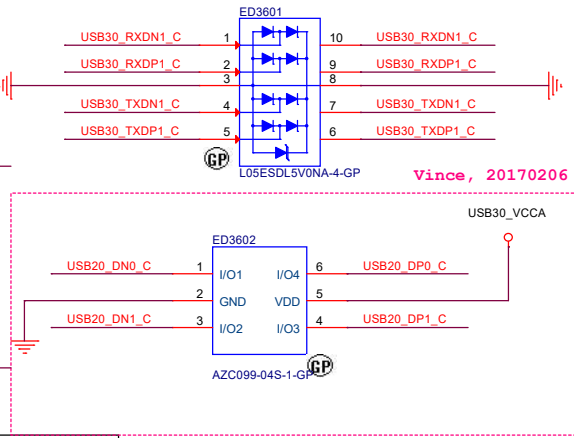 ED3601
USB30_RXDN1_C 1 10 USB30_RXDN1_C
USB30_RXDP1_C 2 9 USB30_RXDP1_C
3 8
USB30_TXDN1_C 4 7 USB30_TXDN1_C
USB30_TXDP1_C 5 6 USB30_TXDP1_C
GP
L05ESDL5V0NA-4-GP
Vince, 20170206
USB30_VCCA
ED3602
USB20_DN0_C 1 I/O1 I/O4 6 USB20_DP0_C
2 GND VDD 5
USB20_DN1_C 3 I/O2 I/O3 4 USB20_DP1_C
GP
AZC099-04S-1-GP